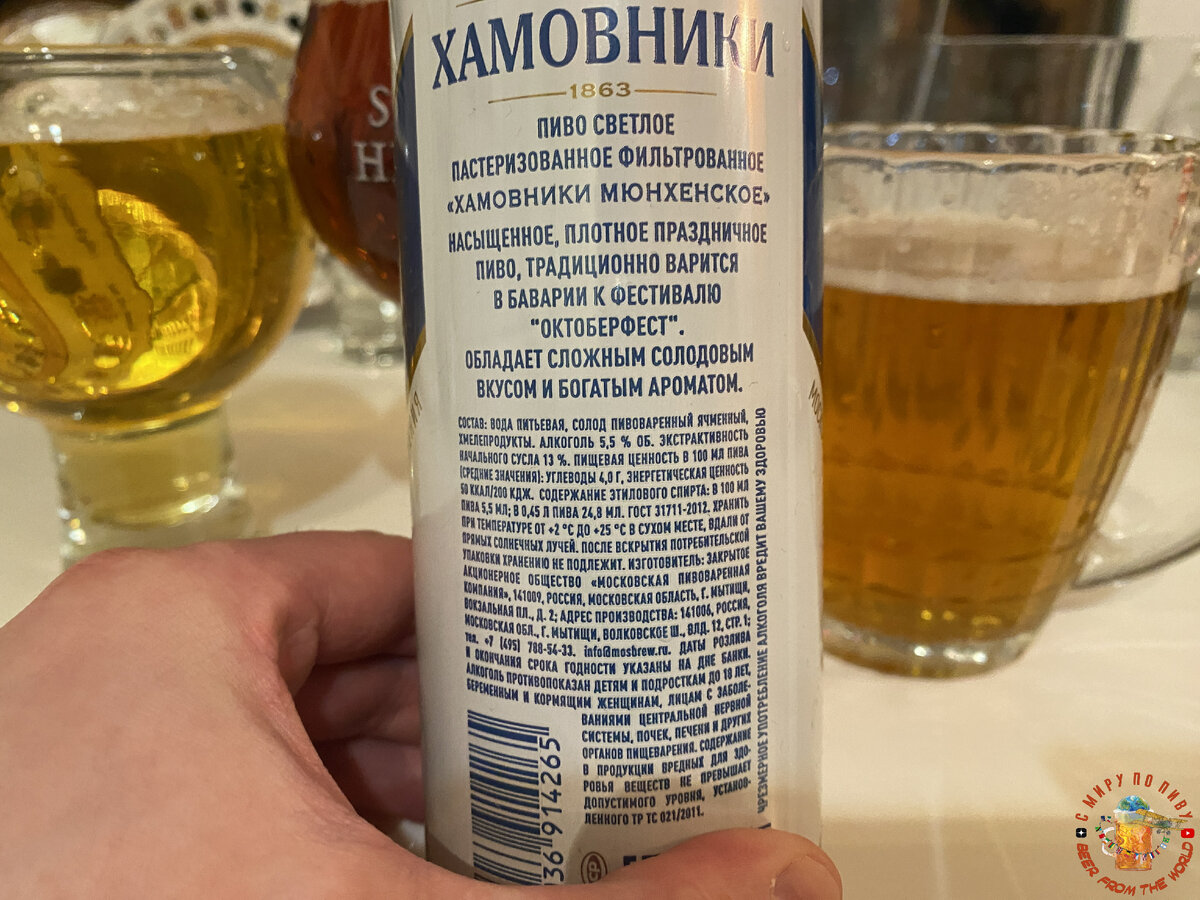 ХАМОВНИКИ
1863
ПИВО СВЕТЛОЕ
ПАСТЕРИЗОВАННОЕ ФИЛЬТРОВАННОЕ
«ХАМОВНИКИ МЮНХЕНСКОЕ»
НАСЫЩЕННОЕ, ПЛОТНОЕ ПРАЗДНИЧНОЕ
ПИВО, ТРАДИЦИОННО ВАРИТСЯ
В БАВАРИИ К ФЕСТИВАЛЮ
"ОКТОБЕРФЕСТ".
ОБЛАДАЕТ СЛОЖНЫМ СОЛОДОВЫМ
ВКУСОМ И БОГАТЫМ АРОМАТОМ.
СОСТАВ: ВОДА ПИТЬЕВАЯ, СОЛОД ПИВОВАРЕННЫЙ ЯЧМЕННЫЙ,
ХМЕЛЕПРОДУКТЫ. АЛКОГОЛЬ 5,5 % ОБ. ЭКСТРАКТИВНОСТЬ
НАЧАЛЬНОГО СУСЛА 13 %. ПИЩЕВАЯ ЦЕННОСТЬ В 100 МЛ ПИВА
(СРЕДНИЕ ЗНАЧЕНИЯ): УГЛЕВОДЫ 4,0 Г, ЭНЕРГЕТИЧЕСКАЯ ЦЕННОСТЬ
50 ККАЛ/200 КДЖ. СОДЕРЖАНИЕ ЭТИЛОВОГО СПИРТА: В 100 МЛ
ПИВА 5,5 МЛ; В 0,45 Л ПИВА 24,8 МЛ. ГОСТ 31711-2012. ХРАНИТЬ
ПРИ ТЕМПЕРАТУРЕ ОТ +2 °С ДО +25 °С В СУХОМ МЕСТЕ, ВДАЛИ ОТ
ПРЯМЫХ СОЛНЕЧНЫХ ЛУЧЕЙ. ПОСЛЕ ВСКРЫТИЯ ПОТРЕБИТЕЛЬСКОЙ
УПАКОВКИ ХРАНЕНИЮ НЕ ПОДЛЕЖИТ. ИЗГОТОВИТЕЛЬ: ЗАКРЫТОЕ
АКЦИОНЕРНОЕ ОБЩЕСТВО «МОСКОВСКАЯ ПИВОВАРЕННАЯ
КОМПАНИЯ», 141009, РОССИЯ, МОСКОВСКАЯ ОБЛАСТЬ, Г. МЫТИЩИ,
ВОКЗАЛЬНАЯ ПЛ., Д. 2; АДРЕС ПРОИЗВОДСТВА: 141006, РОССИЯ,
МОСКОВСКАЯ ОБЛ., Г. МЫТИЩИ, ВОЛКОВСКОЕ Ш., ВЛД. 12, СТР. 1;
тел. +7 (495) 788-54-33. info@mosbrew.ru. ДАТЫ РОЗЛИВА
И ОКОНЧАНИЯ СРОКА ГОДНОСТИ УКАЗАНЫ НА ДНЕ БАНКИ.
АЛКОГОЛЬ ПРОТИВОПОКАЗАН ДЕТЯМ И ПОДРОСТКАМ ДО 18 ЛЕТ,
БЕРЕМЕННЫМ И КОРМЯЩИМ ЖЕНЩИНАМ, ЛИЦАМ С ЗАБОЛЕ-
ВАНИЯМИ ЦЕНТРАЛЬНОЙ НЕРВНОЙ
СИСТЕМЫ, ПОЧЕК, ПЕЧЕНИ И ДРУГИХ
ОРГАНОВ ПИЩЕВАРЕНИЯ. СОДЕРЖАНИЕ
В ПРОДУКЦИИ ВРЕДНЫХ ДЛЯ ЗДО-
РОВЬЯ ВЕЩЕСТВ НЕ ПРЕВЫШАЕТ
ДОПУСТИМОГО УРОВНЯ, УСТАНОВ-
ЛЕННОГО ТР ТС 021/2011.
ЧРЕЗМЕРНОЕ УПОТРЕБЛЕНИЕ АЛКОГОЛЯ ВРЕДИТ ВАШЕМУ ЗДОРОВЬЮ
36 914265
С МИРУ ПО ПИВУ
BEER FROM THE WORLD